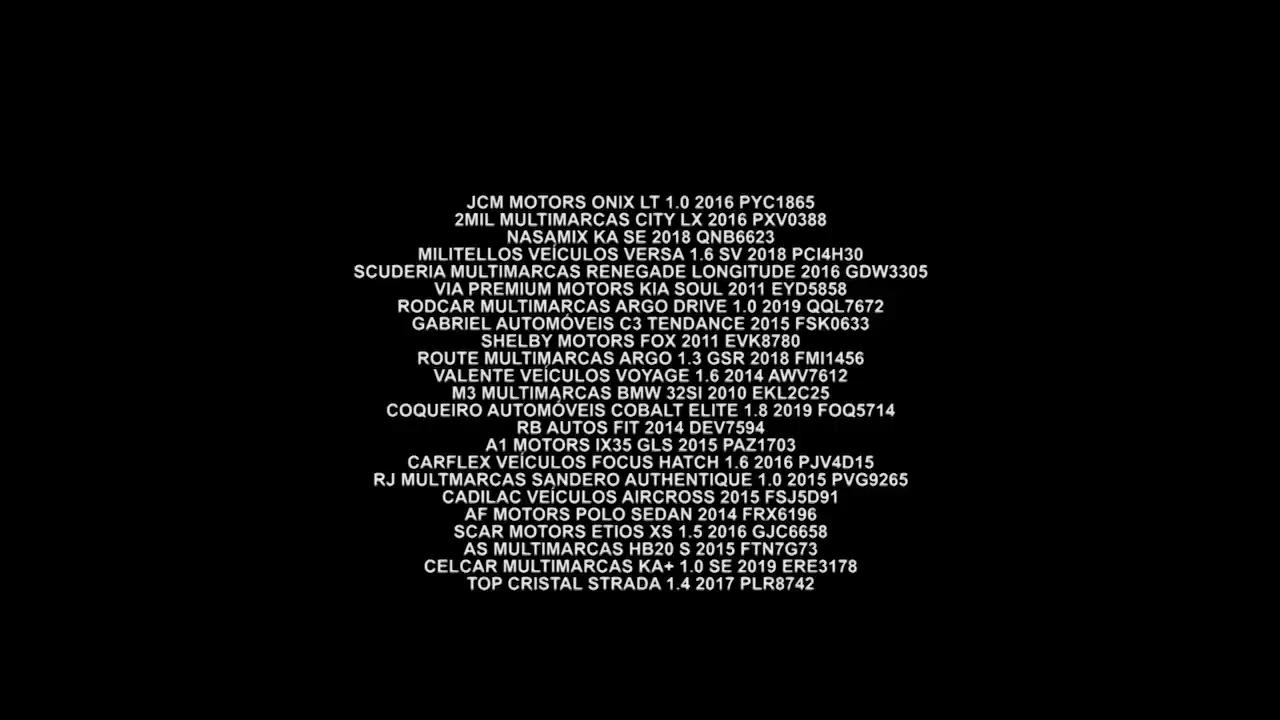 JCM MOTORS ONIX LT 1.0 2016 PYC1865
2MIL MULTIMARCAS CITY LX 2016 PXV0388
NASAMIX KA SE 2018 QNB6623
MILITELLOS VEÍCULOS VERSA 1.6 SV 2018 PCI4H30
SCUDERIA MULTIMARCAS RENEGADE LONGITUDE 2016 GDW3305
VIA PREMIUM MOTORS KIA SOUL 2011 EYD5858
RODCAR MULTIMARCAS ARGO DRIVE 1.0 2019 QQL7672
GABRIEL AUTOMÓVEIS C3 TENDANCE 2015 FSK0633
SHELBY MOTORS FOX 2011 EVK8780
ROUTE MULTIMARCAS ARGO 1.3 GSR 2018 FMI1456
VALENTE VEÍCULOS VOYAGE 1.6 2014 AWV7612
M3 MULTIMARCAS BMW 32SI 2010 EKL2C25
COQUEIRO AUTOMÓVEIS COBALT ELITE 1.8 2019 FOQ5714
RB AUTOS FIT 2014 DEV7594
A1 MOTORS IX35 GLS 2015 PAZ1703
CARFLEX VEÍCULOS FOCUS HATCH 1.6 2016 PJV4D15
RJ MULTMARCAS SANDERO AUTHENTIQUE 1.0 2015 PVG9265
CADILAC VEÍCULOS AIRCROSS 2015 FSJ5D91
AF MOTORS POLO SEDAN 2014 FRX6196
SCAR MOTORS ETIOS XS 1.5 2016 GJC6658
AS MULTIMARCAS HB20 S 2015 FTN7G73
CELCAR MULTIMARCAS KA+ 1.0 SE 2019 ERE3178
TOP CRISTAL STRADA 1.4 2017 PLR8742